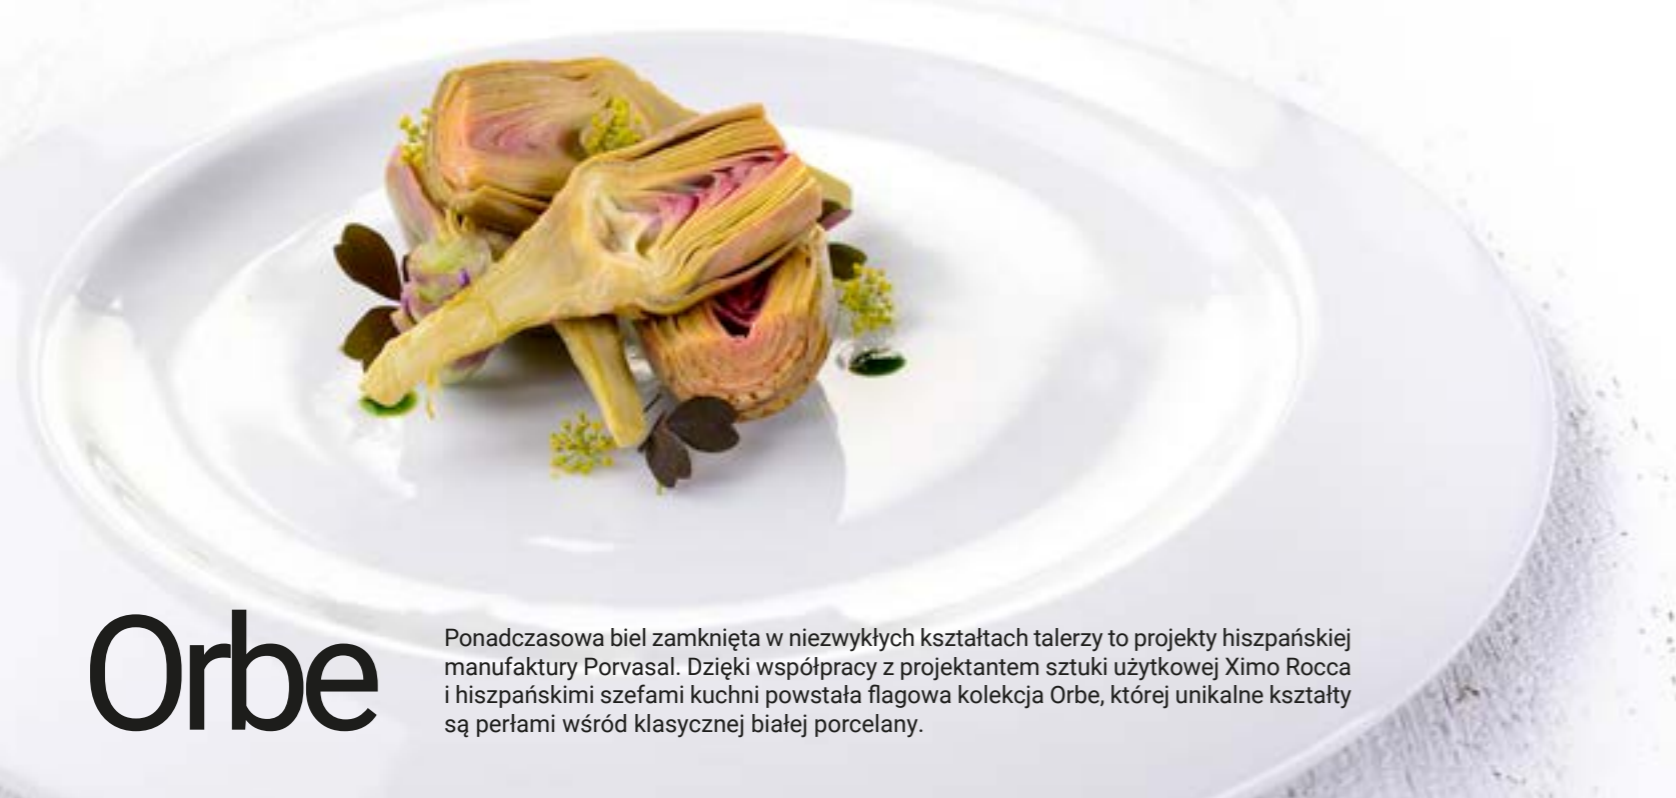 Orbe
Ponadczasowa biel zamknięta w niezwykłych kształtach talerzy to projekty hiszpańskiej
manufaktury Porvasal. Dzięki współpracy z projektantem sztuki użytkowej Ximo Rocca
i hiszpańskimi szefami kuchni powstała flagowa kolekcja Orbe, której unikalne kształty
są perłami wśród klasycznej białej porcelany.